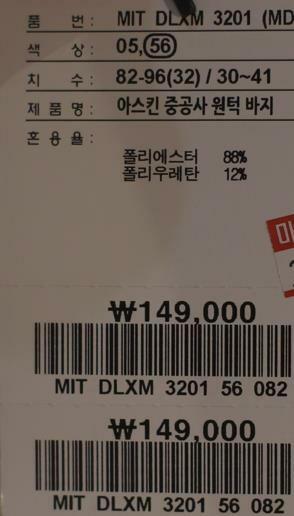 품 번 : MIT DLXM 3201 (MD
색 상 : 05,56
치 수 : 82-96(32) / 30~41
제 품 명 : 아스킨 중공사 원턱 바지
혼 용 율 :
폴리에스터 88%
폴리우레탄 12%
₩149,000
MIT DLXM 3201 56 082
₩149,000
MIT DLXM 3201 56 082